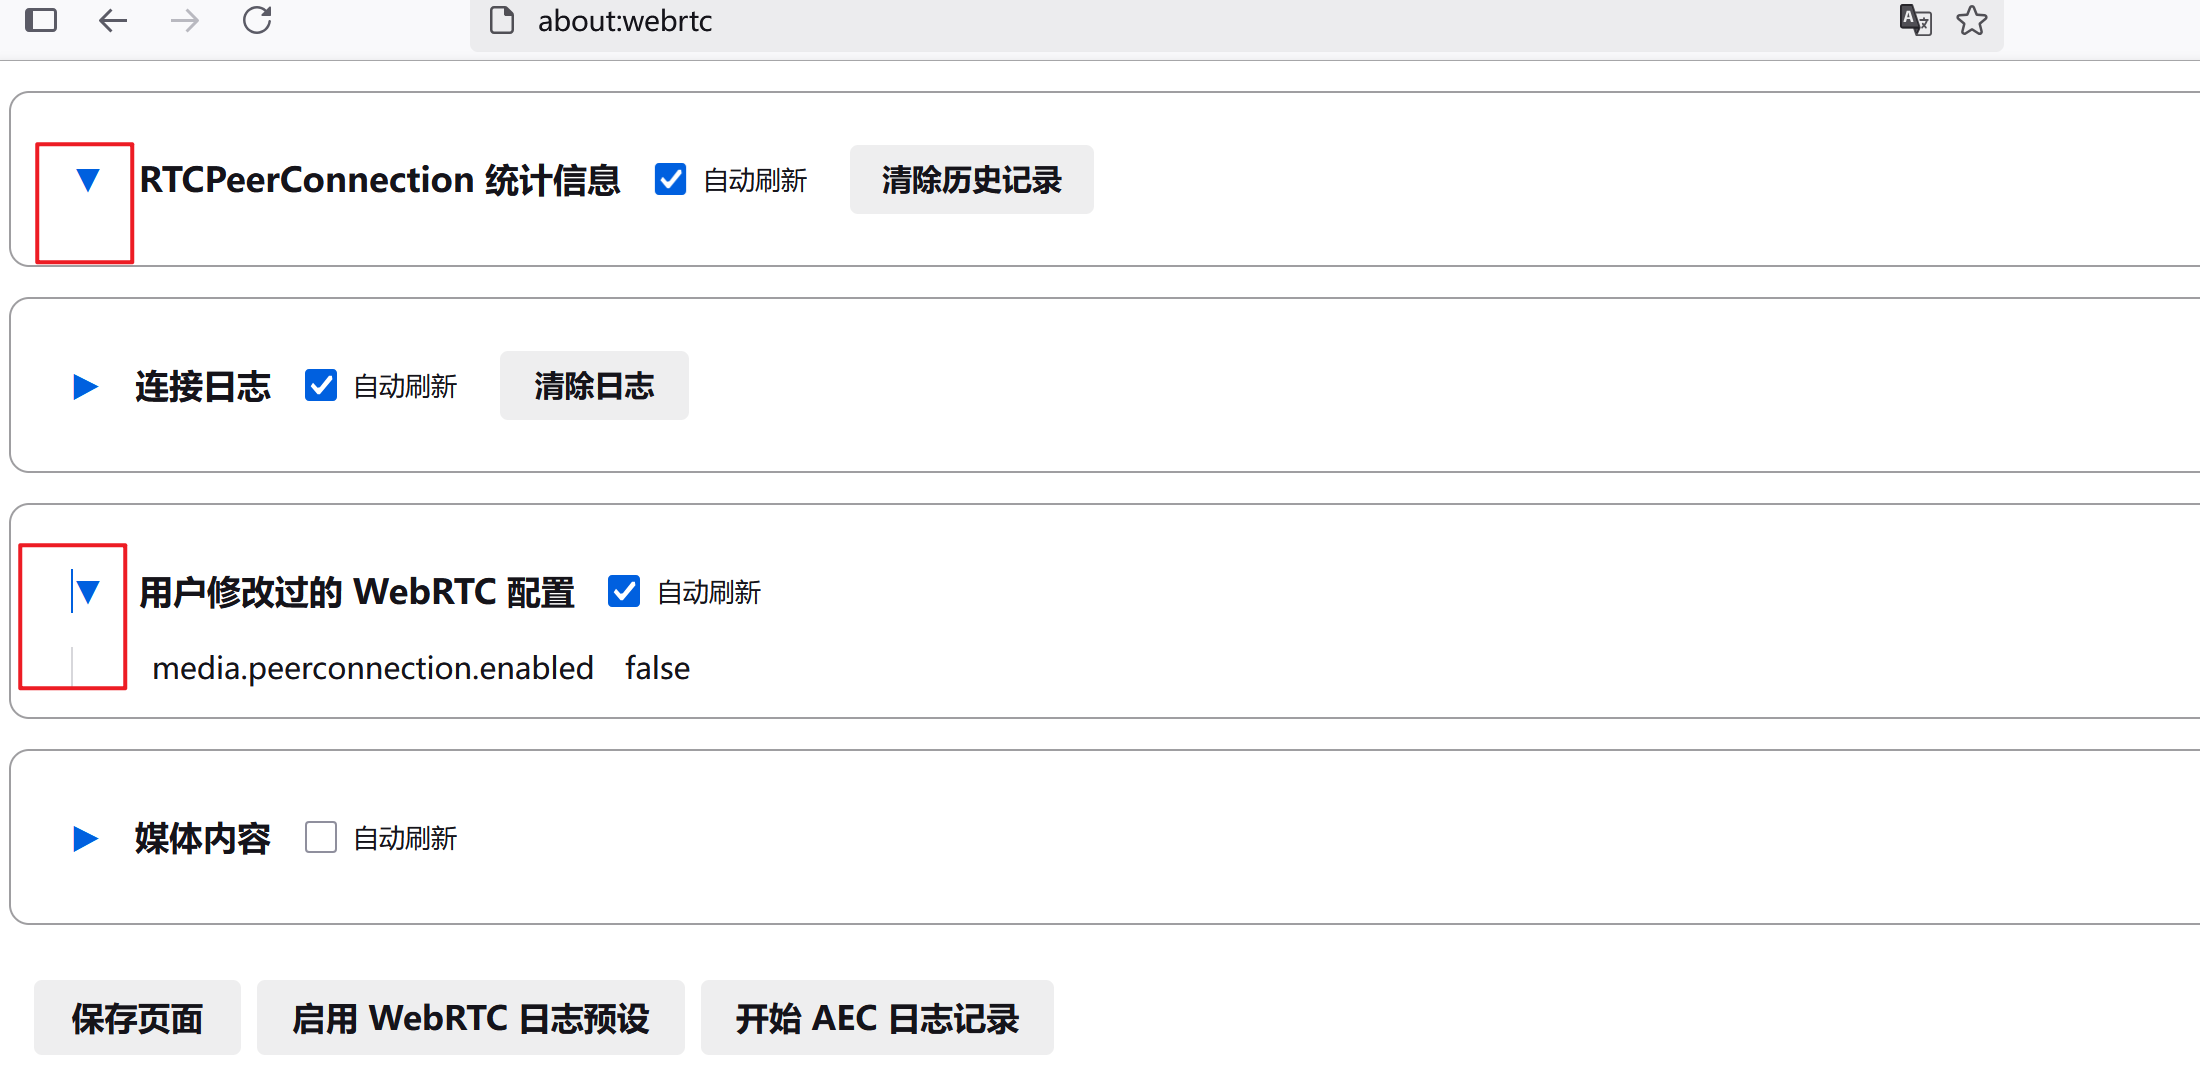 about:webrtc
RTCPeerConnection 统计信息 自动刷新 清除历史记录
连接日志 自动刷新 清除日志
用户修改过的 WebRTC 配置 自动刷新
media.peerconnection.enabled false
媒体内容 自动刷新
保存页面 启用 WebRTC 日志预设 开始 AEC 日志记录